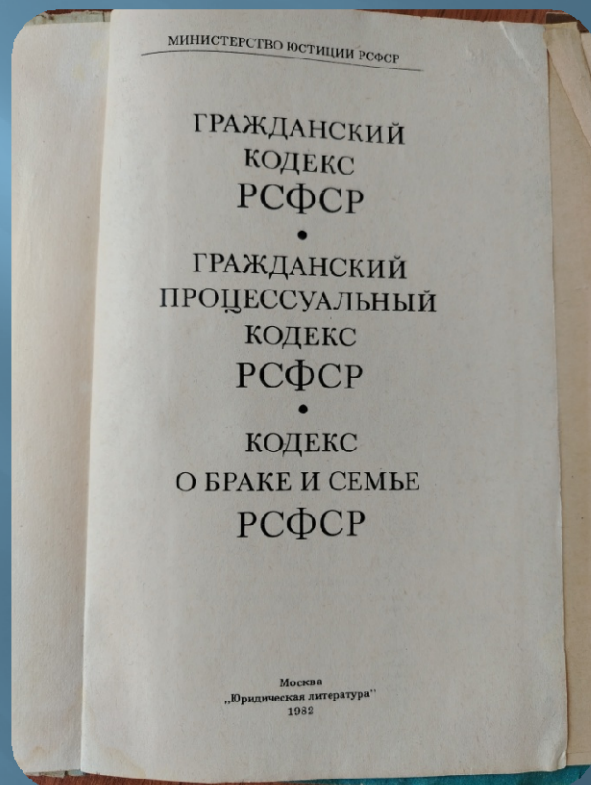 МИНИСТЕРСТВО ЮСТИЦИИ РСФСР
ГРАЖДАНСКИЙ
КОДЕКС
РСФСР
•
ГРАЖДАНСКИЙ
ПРОЦЕССУАЛЬНЫЙ
КОДЕКС
РСФСР
•
КОДЕКС
О БРАКЕ И СЕМЬЕ
РСФСР
Москва
„Юридическая литература"
1982